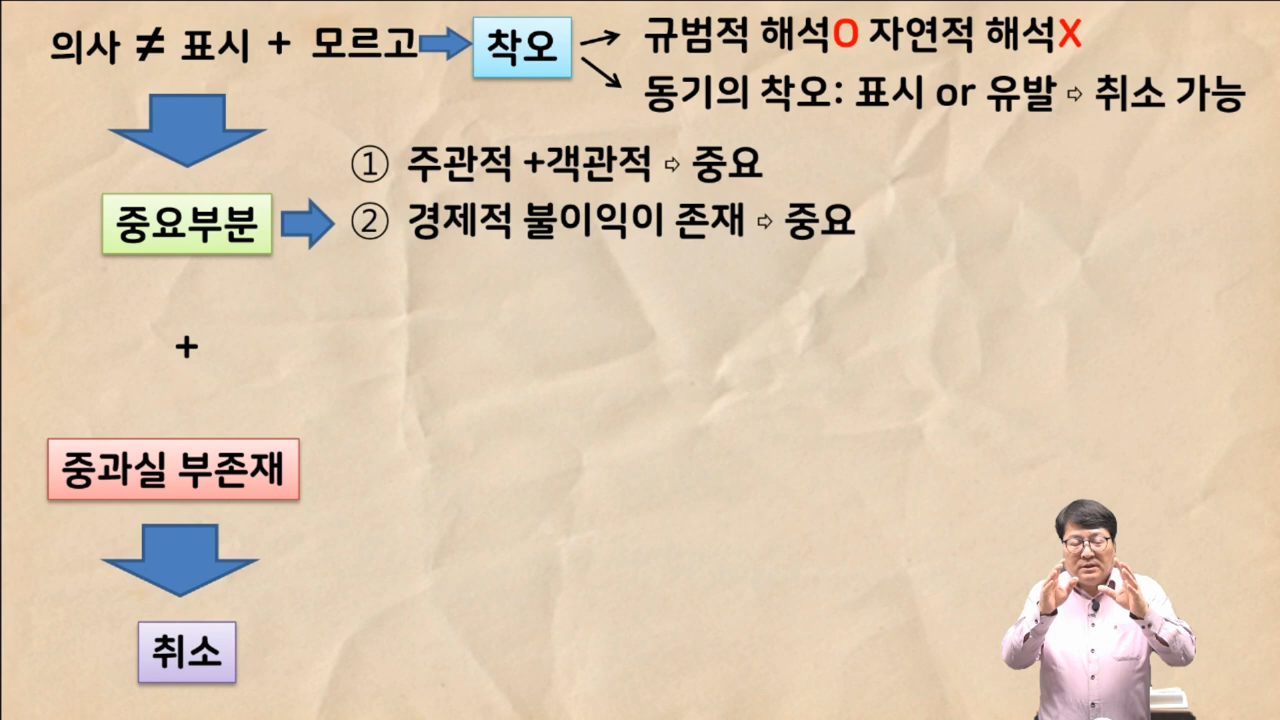 의사 ≠ 표시 + 모르고 착오 규범적 해석O 자연적 해석X
동기의 착오: 표시 or 유발 ⇨ 취소 가능
① 주관적 +객관적 ⇨ 중요
중요부분 ② 경제적 불이익이 존재 ⇨ 중요
+
중과실 부존재
취소